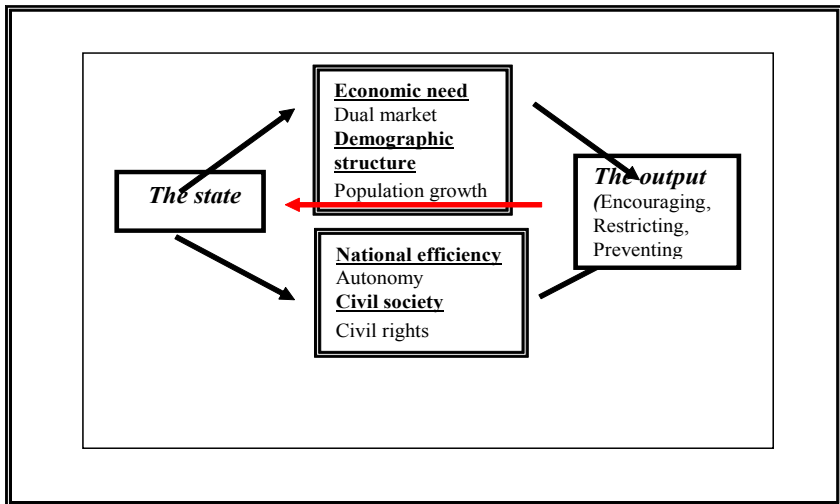 The state
Economic need
Dual market
Demographic
structure
Population growth
National efficiency
Autonomy
Civil society
Civil rights
The output
(Encouraging,
Restricting,
Preventing